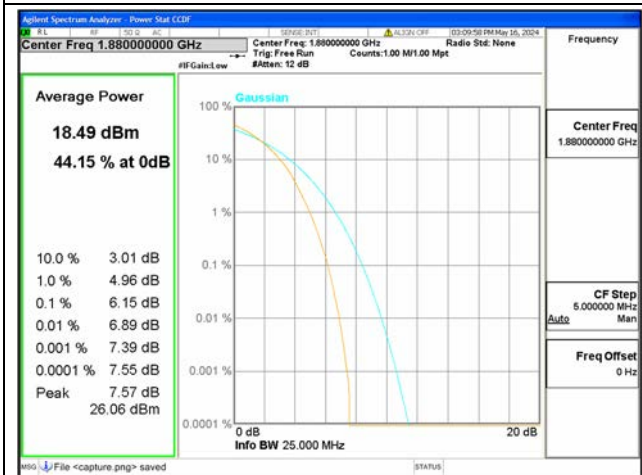 Agilent Spectrum Analyzer - Power Stat CCDF
RL RF 50 Ω AC SENSE:INT ALIGN OFF 03:09:58 PM May 16, 2024
Center Freq 1.880000000 GHz
Center Freq: 1.880000000 GHz Radio Std: None
Trig: Free Run Counts:1.00 M/1.00 Mpt
#IFGain:Low #Atten: 12 dB
Frequency
Average Power
18.49 dBm
44.15 % at 0dB
10.0 % 3.01 dB
1.0 % 4.96 dB
0.1 % 6.15 dB
0.01 % 6.89 dB
0.001 % 7.39 dB
0.0001 % 7.55 dB
Peak 7.57 dB
26.06 dBm
Gaussian
100 %
10 %
1 %
0.1 %
0.01 %
0.001 %
0.0001 %
0 dB 20 dB
Info BW 25.000 MHz
Center Freq
1.880000000 GHz
CF Step
5.000000 MHz
Auto Man
Freq Offset
0 Hz
MSG File <capture.png> saved STATUS